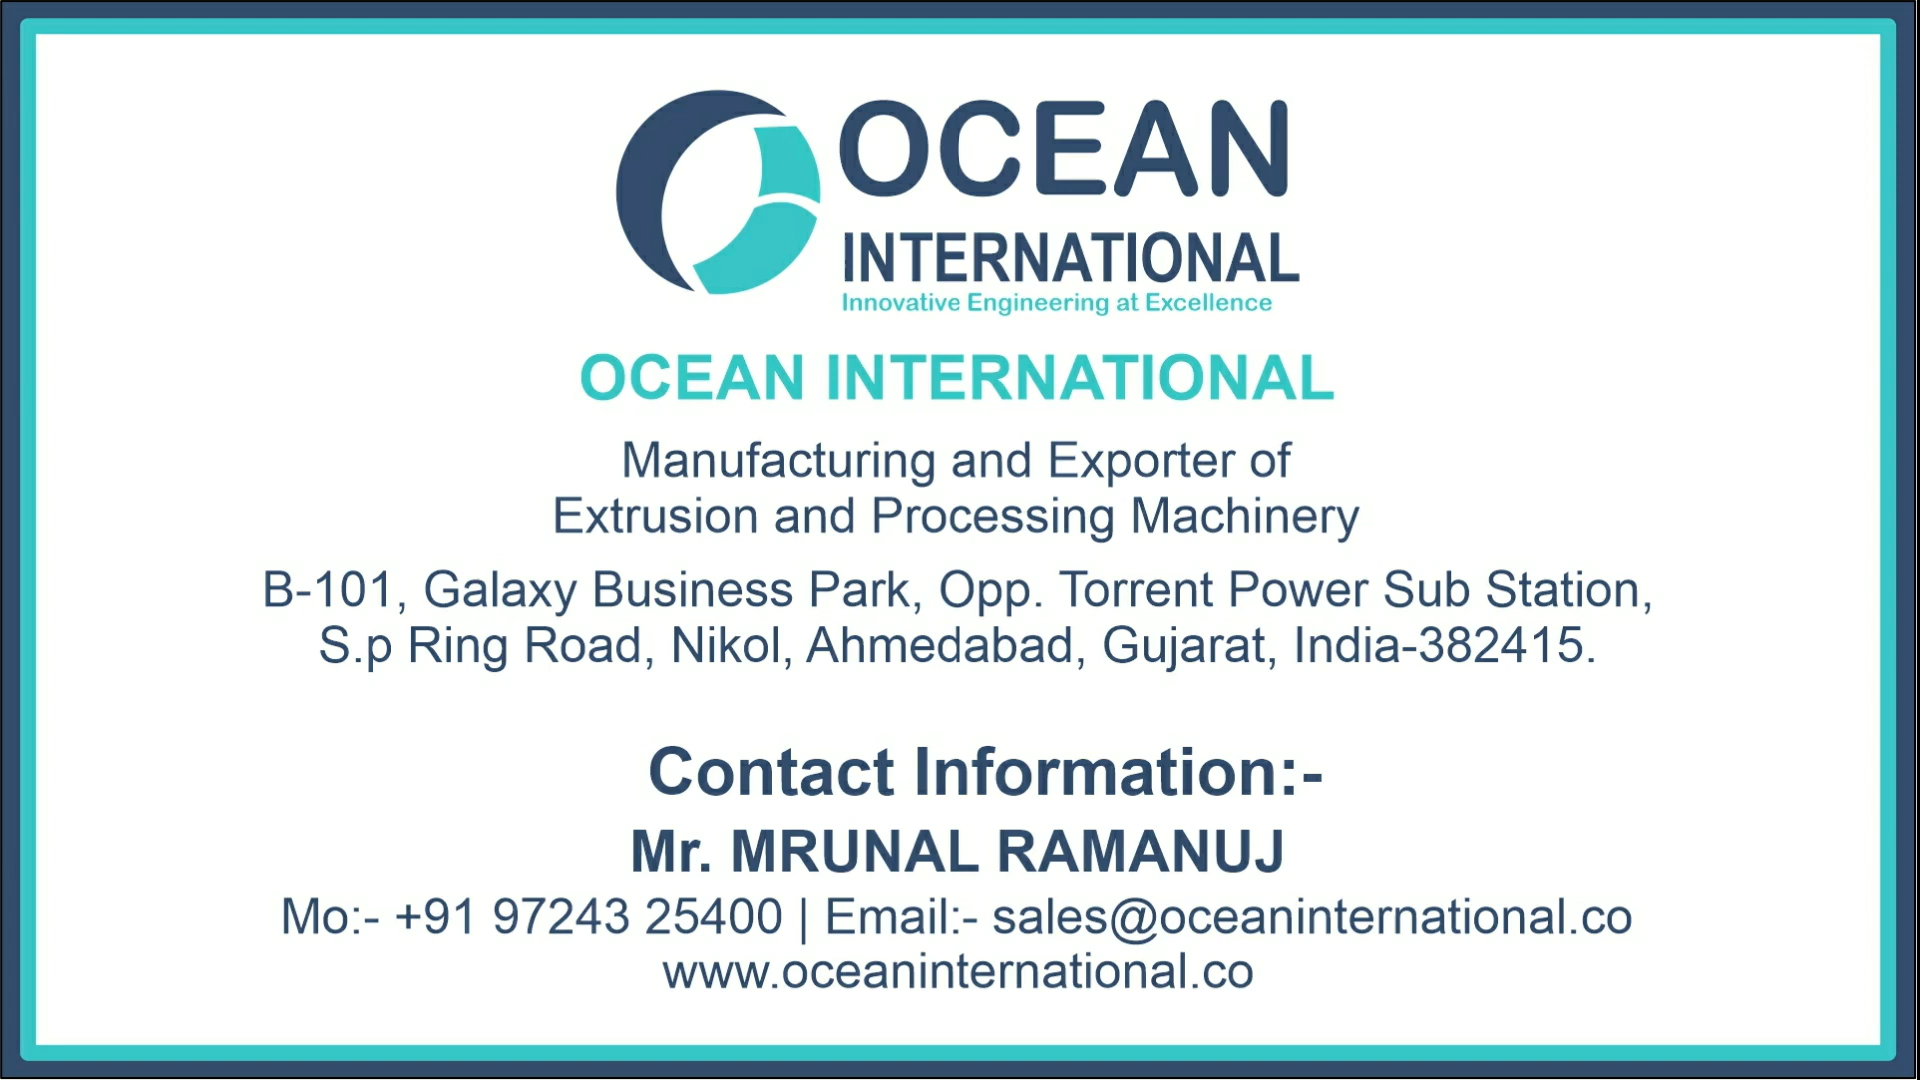 OCEAN
INTERNATIONAL
Innovative Engineering at Excellence
OCEAN INTERNATIONAL
Manufacturing and Exporter of
Extrusion and Processing Machinery
B-101, Galaxy Business Park, Opp. Torrent Power Sub Station,
S.p Ring Road, Nikol, Ahmedabad, Gujarat, India-382415.
Contact Information:-
Mr. MRUNAL RAMANUJ
Mo:- +91 97243 25400 | Email:- sales@oceaninternational.co
www.oceaninternational.co